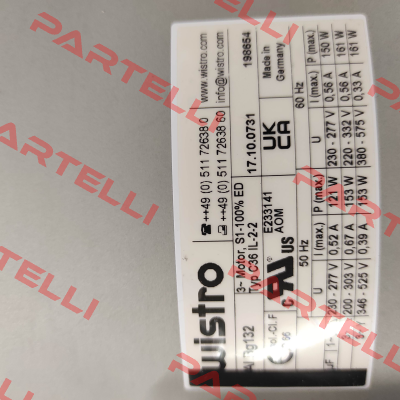 PARTELLI
wistro
☎ ++49 (0) 511 72638 0
++49 (0) 511 72638 60
www.wistro.com
info@wistro.com
3~ Motor, S1-100% ED
17.10.0731
198664
Typ C36 IL-2-2
E233141
AOM
c US
UK CA
Made in Germany
50 Hz
60 Hz
U I (max.) P (max.) U I (max.) P (max.)
230 - 277 V 0,52 A 121 W 230 - 277 V 0,56 A 150 W
200 - 303 V 0,67 A 153 W 220 - 332 V 0,56 A 161 W
346 - 525 V 0,39 A 153 W 380 - 575 V 0,33 A 161 W